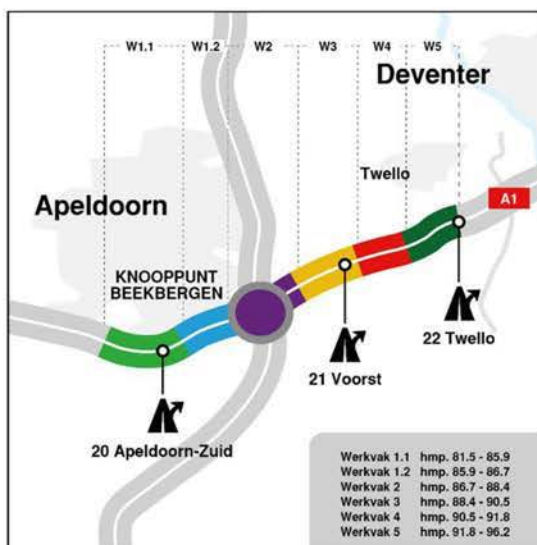 W1.1 W1.2 W2 W3 W4 W5
Deventer
Twello
Apeldoorn
A1
KNOOPPUNT
BEEKBERGEN
22 Twello
21 Voorst
20 Apeldoorn-Zuid
Werkvak 1.1 hmp. 81.5 - 85.9
Werkvak 1.2 hmp. 85.9 - 86.7
Werkvak 2 hmp. 86.7 - 88.4
Werkvak 3 hmp. 88.4 - 90.5
Werkvak 4 hmp. 90.5 - 91.8
Werkvak 5 hmp. 91.8 - 96.2